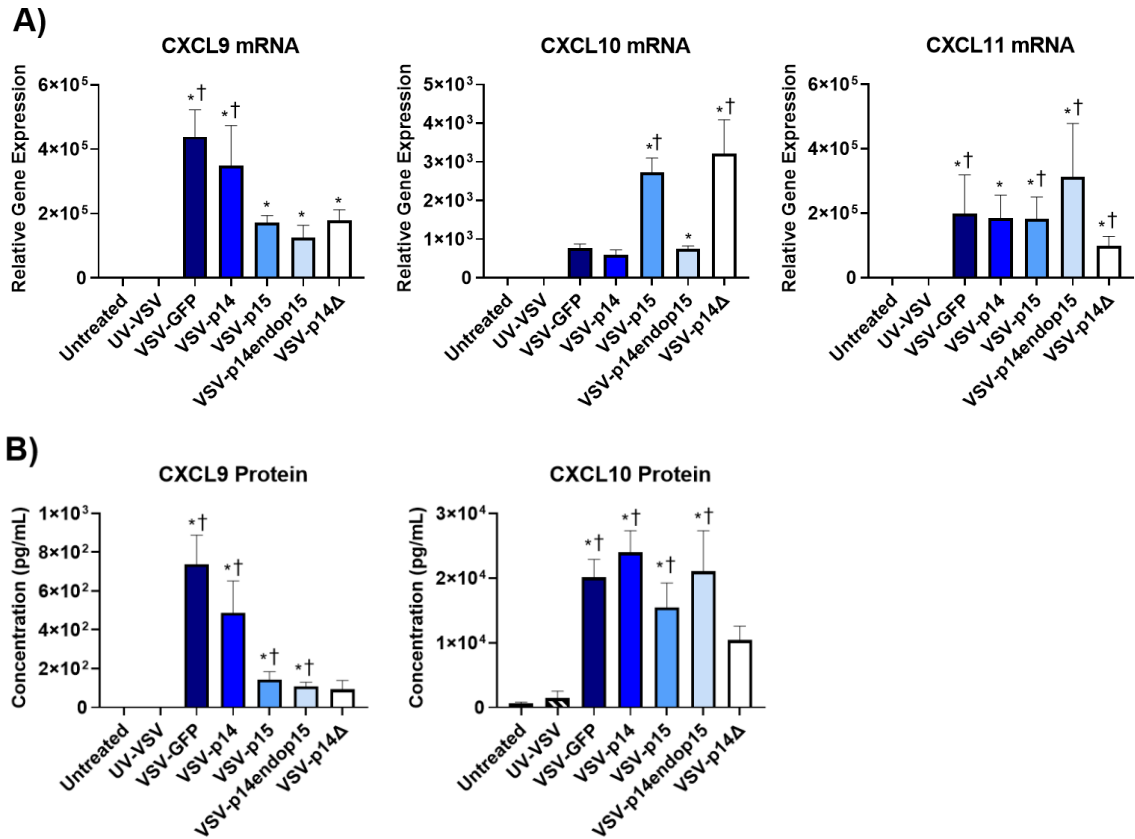 A)
CXCL9 mRNA
Relative Gene Expression
6×10⁵
4×10⁵
2×10⁵
0
* †
* †
*
*
*
Untreated
UV-VSV
VSV-GFP
VSV-p14
VSV-p15
VSV-p14endop15
VSV-p14Δ
CXCL10 mRNA
Relative Gene Expression
5×10³
4×10³
3×10³
2×10³
1×10³
0
* †
*
* †
Untreated
UV-VSV
VSV-GFP
VSV-p14
VSV-p15
VSV-p14endop15
VSV-p14Δ
CXCL11 mRNA
Relative Gene Expression
6×10⁵
4×10⁵
2×10⁵
0
* †
*
* †
* †
* †
Untreated
UV-VSV
VSV-GFP
VSV-p14
VSV-p15
VSV-p14endop15
VSV-p14Δ
B)
CXCL9 Protein
Concentration (pg/mL)
1×10³
8×10²
6×10²
4×10²
2×10²
0
* †
* †
* †
* †
Untreated
UV-VSV
VSV-GFP
VSV-p14
VSV-p15
VSV-p14endop15
VSV-p14Δ
CXCL10 Protein
Concentration (pg/mL)
3×10⁴
2×10⁴
1×10⁴
0
* †
* †
* †
* †
Untreated
UV-VSV
VSV-GFP
VSV-p14
VSV-p15
VSV-p14endop15
VSV-p14Δ